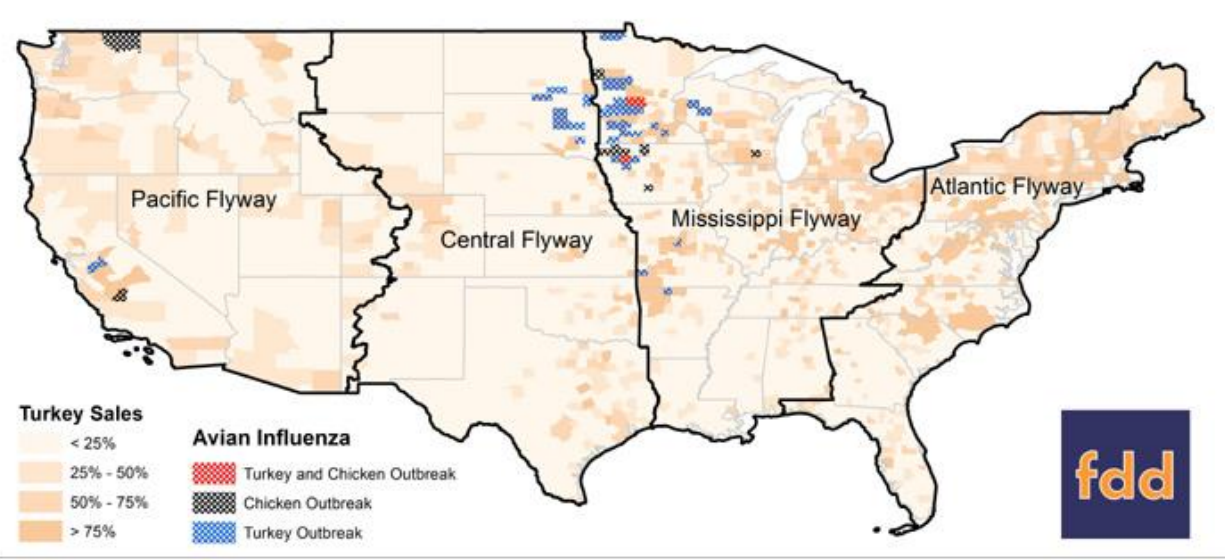 Pacific Flyway
Central Flyway
Mississippi Flyway
Atlantic Flyway
Turkey Sales
< 25%
25% - 50%
50% - 75%
> 75%
Avian Influenza
Turkey and Chicken Outbreak
Chicken Outbreak
Turkey Outbreak
fdd